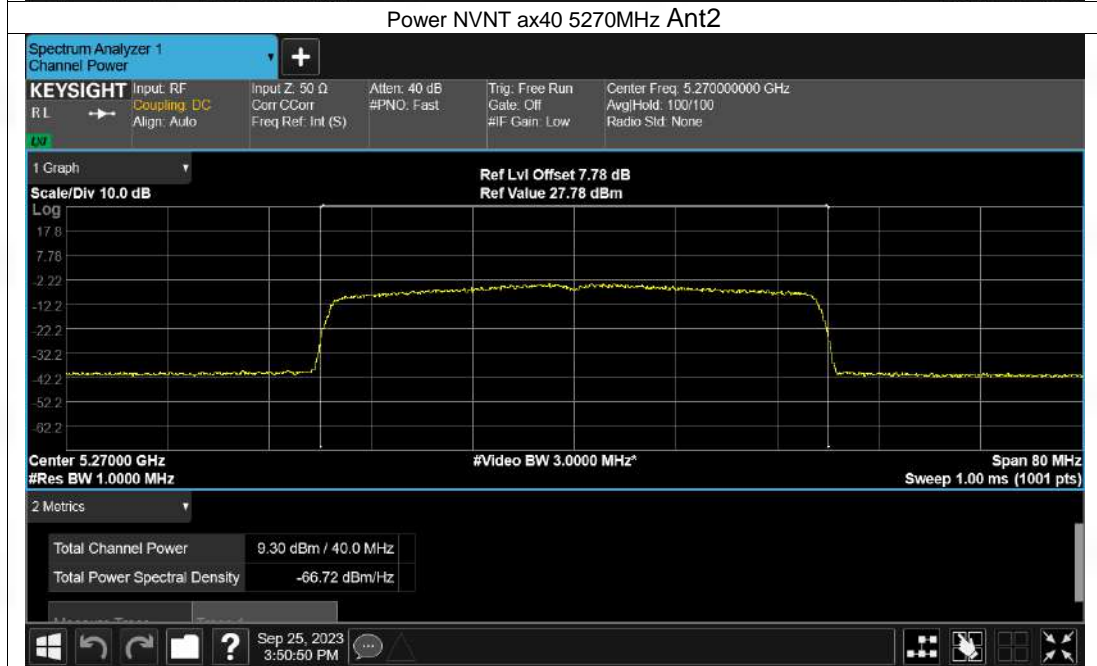 Power NVNT ax40 5270MHz Ant2
Spectrum Analyzer 1
Channel Power
KEYSIGHT
R L
Input: RF
Coupling: DC
Align: Auto
Input Z: 50 Ω
Corr CCorr
Freq Ref: Int (S)
Atten: 40 dB
#PNO: Fast
Trig: Free Run
Gate: Off
#IF Gain: Low
Center Freq: 5.270000000 GHz
Avg|Hold: 100/100
Radio Std: None
1 Graph
Scale/Div 10.0 dB
Ref Lvl Offset 7.78 dB
Ref Value 27.78 dBm
Log
17.8
7.78
-2.22
-12.2
-22.2
-32.2
-42.2
-52.2
-62.2
Center 5.27000 GHz
#Video BW 3.0000 MHz*
Span 80 MHz
#Res BW 1.0000 MHz
Sweep 1.00 ms (1001 pts)
2 Metrics
Total Channel Power 9.30 dBm / 40.0 MHz
Total Power Spectral Density -66.72 dBm/Hz
Sep 25, 2023
3:50:50 PM